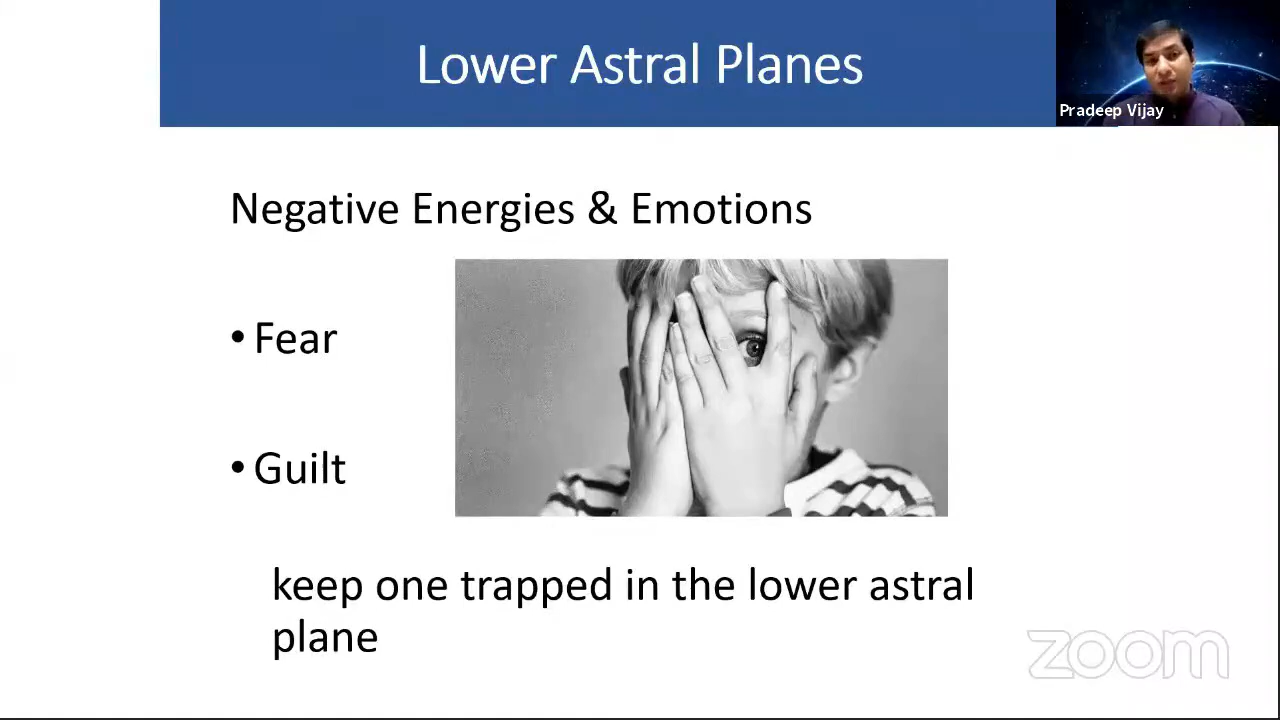 Lower Astral Planes
Pradeep Vijay
Negative Energies & Emotions
• Fear
• Guilt
keep one trapped in the lower astral
plane
zoom